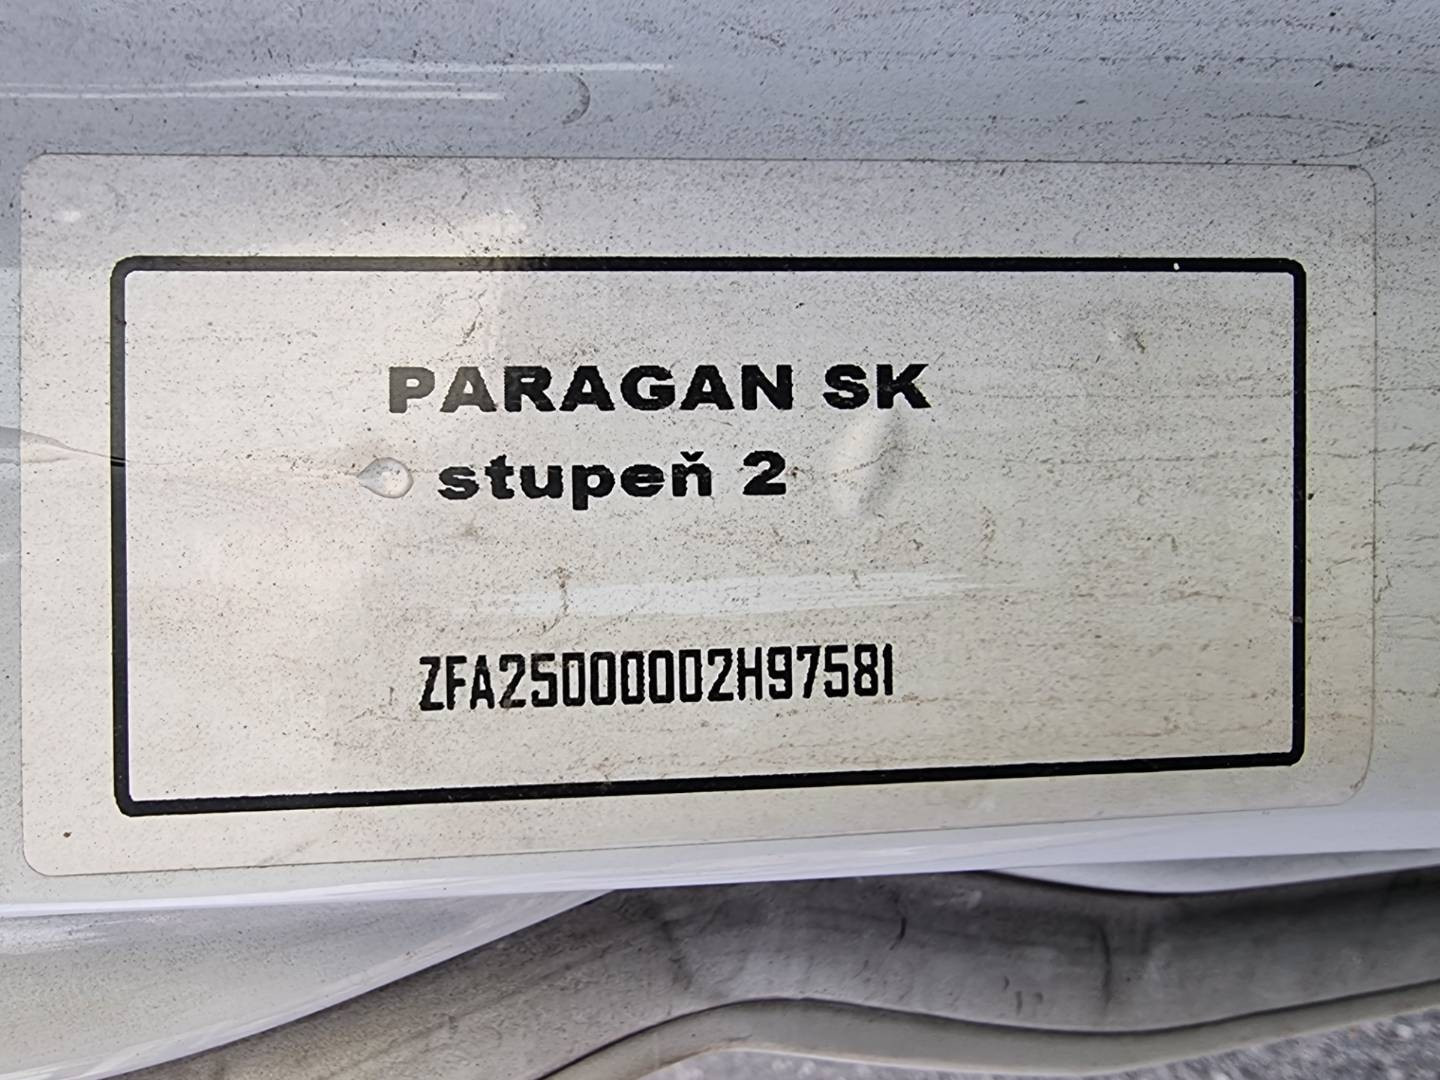 PARAGAN SK
stupeň 2
ZFA25000002H97581